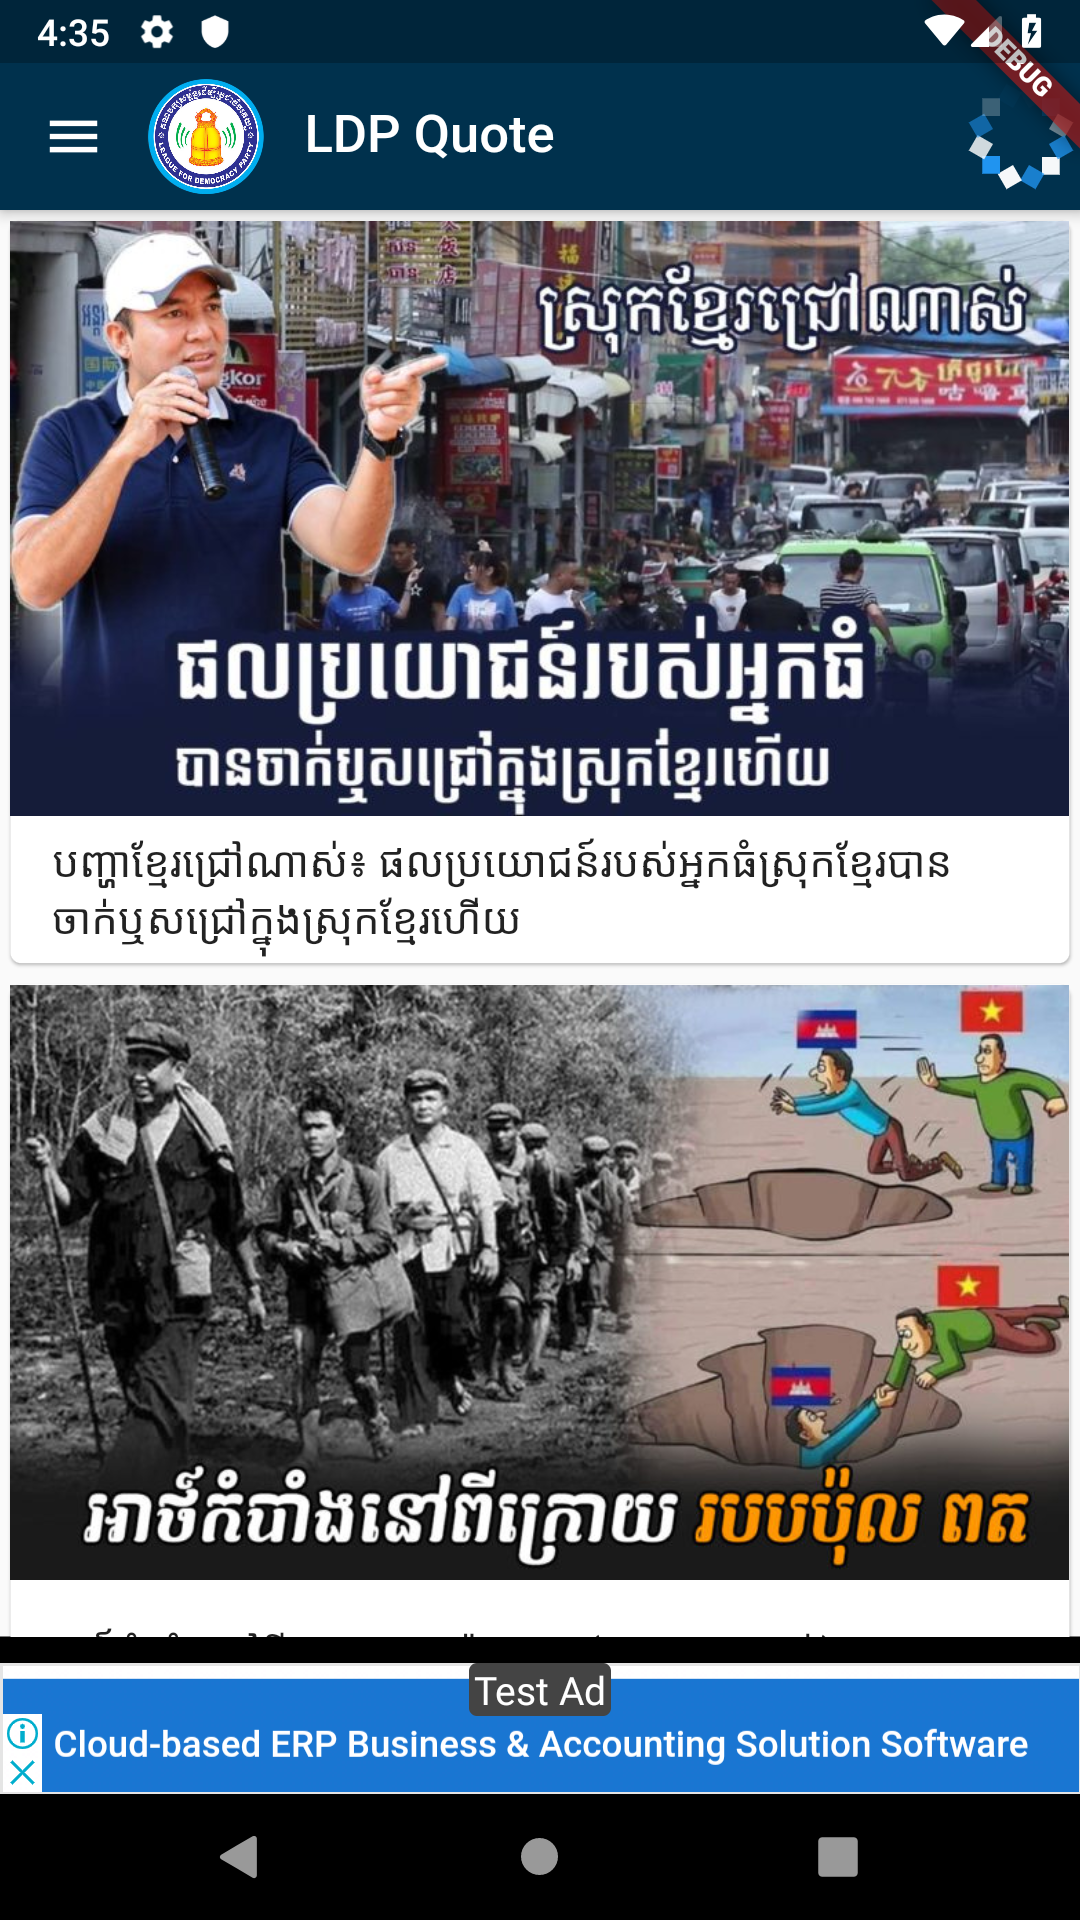 4:35
DEBUG
LEAGUE FOR DEMOCRACY PARTY
LDP Quote
ស្រុកខ្មែរជ្រៅណាស់
ផលប្រយោជន៍របស់អ្នកធំ
បានចាក់ឬសជ្រៅក្នុងស្រុកខ្មែរហើយ
បញ្ហាខ្មែរជ្រៅណាស់៖ ផលប្រយោជន៍របស់អ្នកធំស្រុកខ្មែរបាន
ចាក់ឬសជ្រៅក្នុងស្រុកខ្មែរហើយ
អាថ៌កំបាំងនៅពីក្រោយ របបប៉ុល ពត
Test Ad
Cloud-based ERP Business & Accounting Solution Software